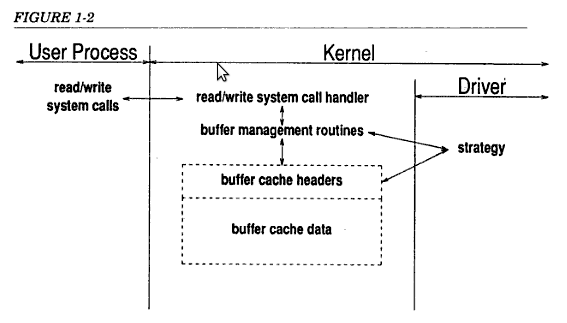 FIGURE 1-2
User Process
Kernel
Driver
read/write
system calls
read/write system call handler
buffer management routines
strategy
buffer cache headers
buffer cache data